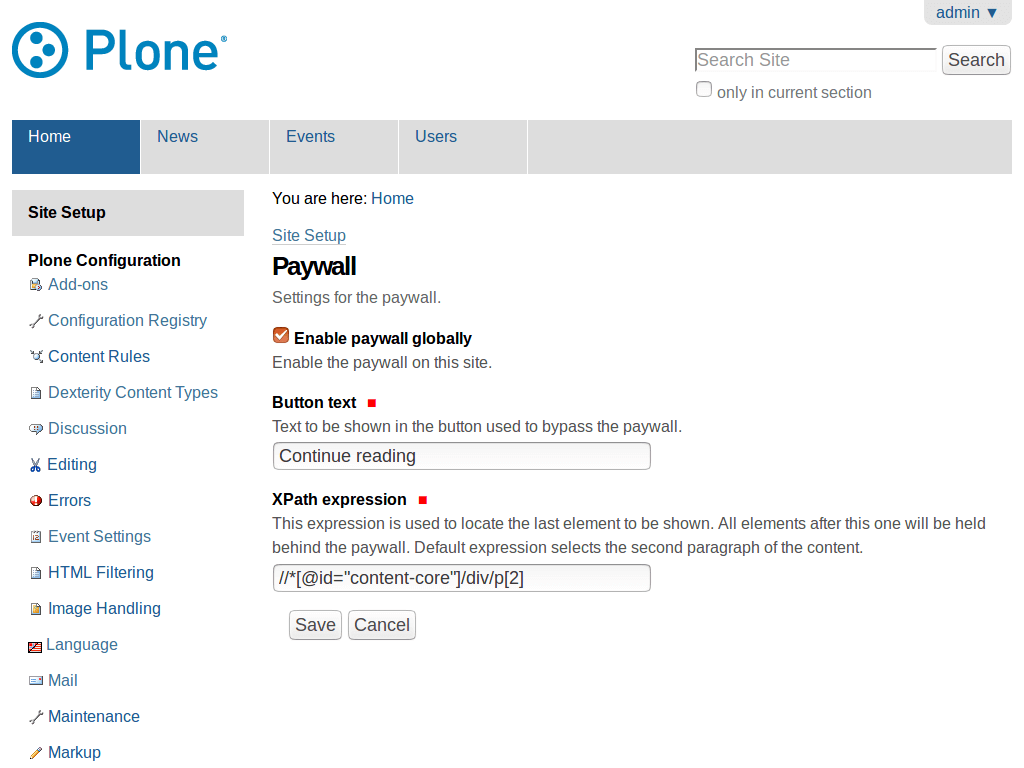 admin ▼
Plone®
Search Site
Search
only in current section
Home
News
Events
Users
Site Setup
Plone Configuration
Add-ons
Configuration Registry
Content Rules
Dexterity Content Types
Discussion
Editing
Errors
Event Settings
HTML Filtering
Image Handling
Language
Mail
Maintenance
Markup
You are here: Home
Site Setup
Paywall
Settings for the paywall.
Enable paywall globally
Enable the paywall on this site.
Button text
Text to be shown in the button used to bypass the paywall.
Continue reading
XPath expression
This expression is used to locate the last element to be shown. All elements after this one will be held
behind the paywall. Default expression selects the second paragraph of the content.
//*[@id="content-core"]/div/p[2]
Save
Cancel